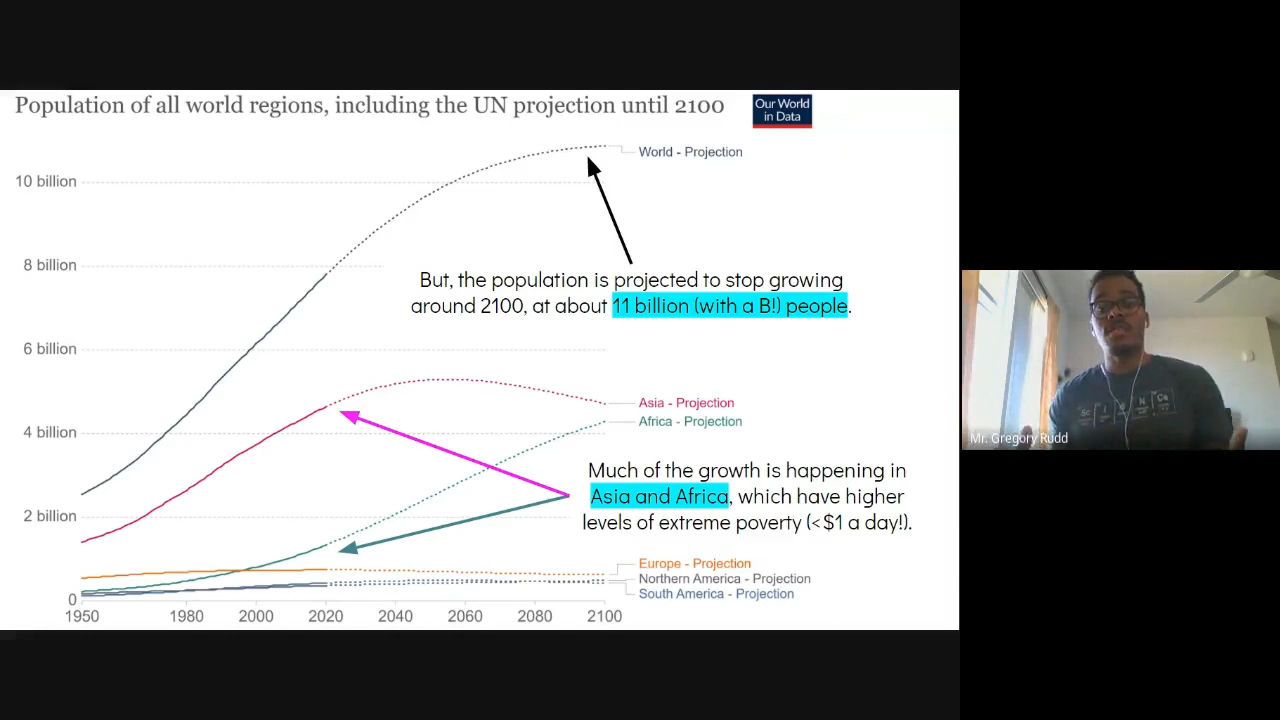 Population of all world regions, including the UN projection until 2100
Our World
in Data
World - Projection
10 billion
8 billion
But, the population is projected to stop growing
around 2100, at about 11 billion (with a B!) people.
6 billion
Asia - Projection
Africa - Projection
4 billion
Mr. Gregory Rudd
Much of the growth is happening in
Asia and Africa, which have higher
levels of extreme poverty (<$1 a day!).
2 billion
Europe - Projection
Northern America - Projection
South America - Projection
0
1950 1980 2000 2020 2040 2060 2080 2100